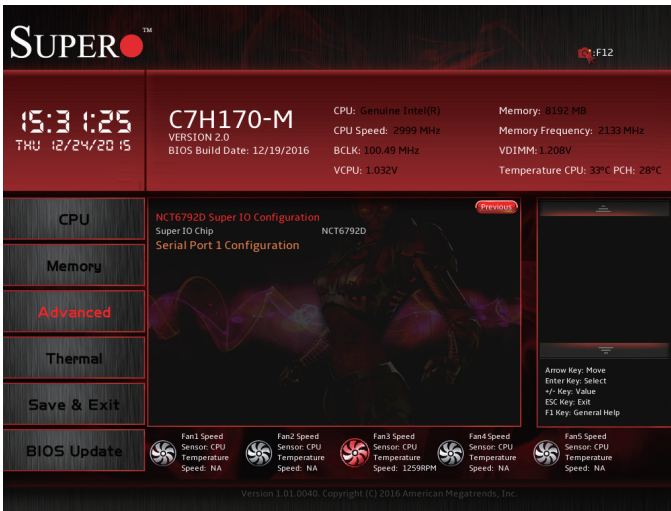 SUPER
TM
:F12
15:31:25
THU 12/24/2015
C7H170-M
VERSION 2.0
BIOS Build Date: 12/19/2016
CPU: Genuine Intel(R)
CPU Speed: 2999 MHz
BCLK: 100.49 MHz
VCPU: 1.032V
Memory: 8192 MB
Memory Frequency: 2133 MHz
VDIMM: 1.208V
Temperature CPU: 33°C PCH: 28°C
CPU
Memory
Advanced
Thermal
Save & Exit
BIOS Update
Previous
NCT6792D Super IO Configuration
Super IO Chip NCT6792D
Serial Port 1 Configuration
Arrow Key: Move
Enter Key: Select
+/- Key: Value
ESC Key: Exit
F1 Key: General Help
Fan1 Speed
Sensor: CPU
Temperature
Speed: NA
Fan2 Speed
Sensor: CPU
Temperature
Speed: NA
Fan3 Speed
Sensor: CPU
Temperature
Speed: 1259RPM
Fan4 Speed
Sensor: CPU
Temperature
Speed: NA
Fan5 Speed
Sensor: CPU
Temperature
Speed: NA
Version 1.01.0040. Copyright (C) 2016 American Megatrends, Inc.